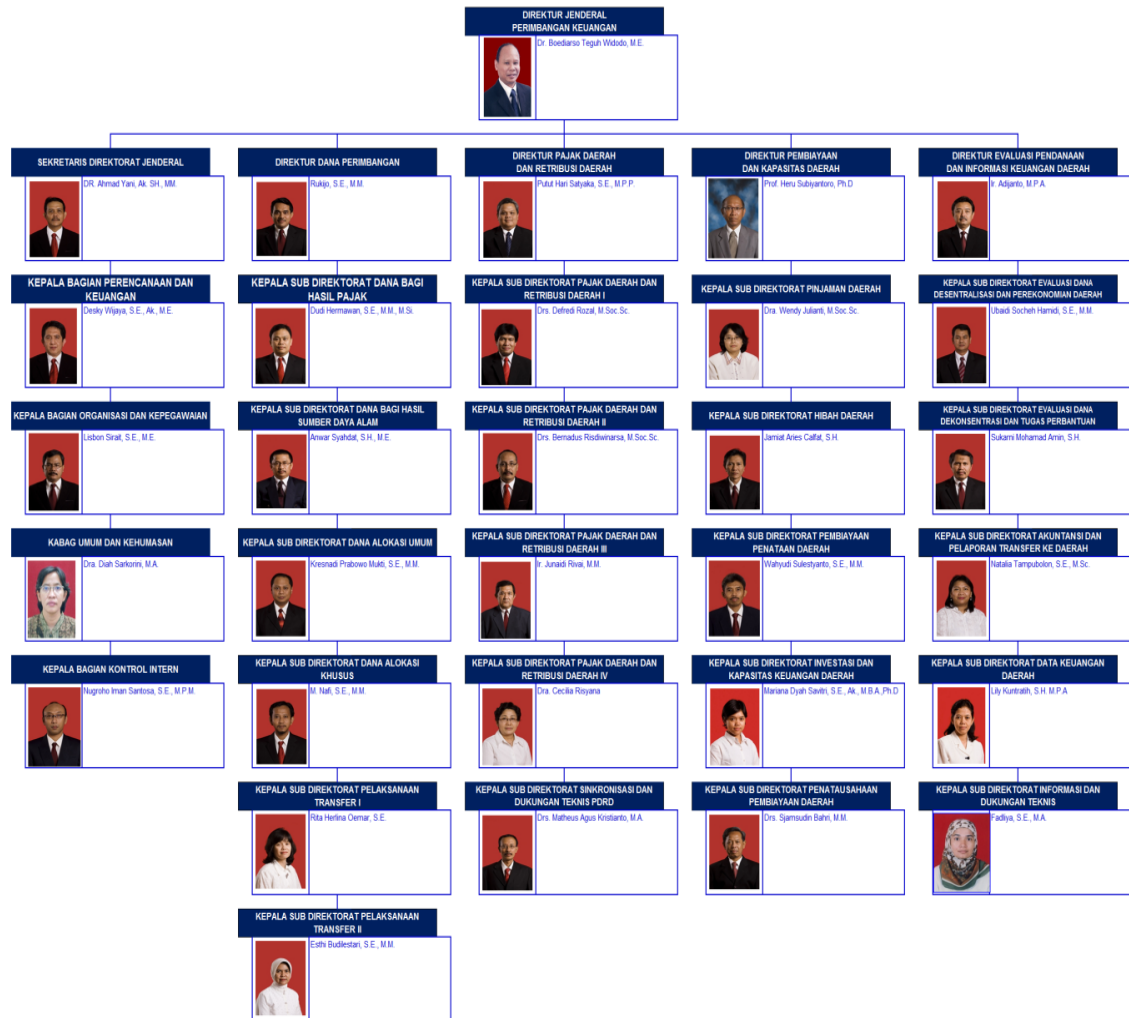 DIREKTUR JENDERAL
PERIMBANGAN KEUANGAN
Dr. Boediarso Teguh Widodo, M.E.
SEKRETARIS DIREKTORAT JENDERAL
DR. Ahmad Yani, Ak. SH., MM.
DIREKTUR DANA PERIMBANGAN
Rukijo, S.E., M.M.
DIREKTUR PAJAK DAERAH
DAN RETRIBUSI DAERAH
Putut Hari Satyaka, S.E., M.P.P.
DIREKTUR PEMBIAYAAN
DAN KAPASITAS DAERAH
Prof. Heru Subiyantoro, Ph.D
DIREKTUR EVALUASI PENDANAAN
DAN INFORMASI KEUANGAN DAERAH
Ir. Adijanto, M.P.A.
KEPALA BAGIAN PERENCANAAN DAN
KEUANGAN
Desky Wijaya, S.E., Ak., M.E.
KEPALA SUB DIREKTORAT DANA BAGI
HASIL PAJAK
Dudi Hermawan, S.E., M.M., M.Si.
KEPALA SUB DIREKTORAT PAJAK DAERAH DAN
RETRIBUSI DAERAH I
Drs. Defredi Rozal, M.Soc.Sc.
KEPALA SUB DIREKTORAT PINJAMAN DAERAH
Dra. Wendy Julianti, M.Soc.Sc.
KEPALA SUB DIREKTORAT EVALUASI DANA
DESENTRALISASI DAN PEREKONOMIAN DAERAH
Ubaidi Socheh Hamidi, S.E., M.M.
KEPALA BAGIAN ORGANISASI DAN KEPEGAWAIAN
Lisbon Sirait, S.E., M.E.
KEPALA SUB DIREKTORAT DANA BAGI HASIL
SUMBER DAYA ALAM
Anwar Syahdat, S.H., M.E.
KEPALA SUB DIREKTORAT PAJAK DAERAH DAN
RETRIBUSI DAERAH II
Drs. Bernadus Risdiwinarsa, M.Soc.Sc.
KEPALA SUB DIREKTORAT HIBAH DAERAH
Jamiat Aries Calfat, S.H.
KEPALA SUB DIREKTORAT EVALUASI DANA
DEKONSENTRASI DAN TUGAS PERBANTUAN
Sukarni Mohamad Amin, S.H.
KABAG UMUM DAN KEHUMASAN
Dra. Diah Sarkorini, M.A.
KEPALA SUB DIREKTORAT DANA ALOKASI UMUM
Kresnadi Prabowo Mukti, S.E., M.M.
KEPALA SUB DIREKTORAT PAJAK DAERAH DAN
RETRIBUSI DAERAH III
Ir. Junaidi Rivai, M.M.
KEPALA SUB DIREKTORAT PEMBIAYAAN
PENATAAN DAERAH
Wahyudi Sulestyanto, S.E., M.M.
KEPALA SUB DIREKTORAT AKUNTANSI DAN
PELAPORAN TRANSFER KE DAERAH
Natalia Tampubolon, S.E., M.Sc.
KEPALA BAGIAN KONTROL INTERN
Nugroho Iman Santosa, S.E., M.P.M.
KEPALA SUB DIREKTORAT DANA ALOKASI
KHUSUS
M. Nafi, S.E., M.M.
KEPALA SUB DIREKTORAT PAJAK DAERAH DAN
RETRIBUSI DAERAH IV
Dra. Cecilia Risyana
KEPALA SUB DIREKTORAT INVESTASI DAN
KAPASITAS KEUANGAN DAERAH
Mariana Dyah Savitri, S.E., Ak., M.B.A.,Ph.D
KEPALA SUB DIREKTORAT DATA KEUANGAN
DAERAH
Lily Kuntratih, S.H. M.P.A
KEPALA SUB DIREKTORAT PELAKSANAAN
TRANSFER I
Rita Herlina Oemar, S.E.
KEPALA SUB DIREKTORAT SINKRONISASI DAN
DUKUNGAN TEKNIS PDRD
Drs. Matheus Agus Kristianto, M.A.
KEPALA SUB DIREKTORAT PENATAUSAHAAN
PEMBIAYAAN DAERAH
Drs. Sjamsudin Bahri, M.M.
KEPALA SUB DIREKTORAT INFORMASI DAN
DUKUNGAN TEKNIS
Fadliya, S.E., M.A.
KEPALA SUB DIREKTORAT PELAKSANAAN
TRANSFER II
Esthi Budilestari, S.E., M.M.